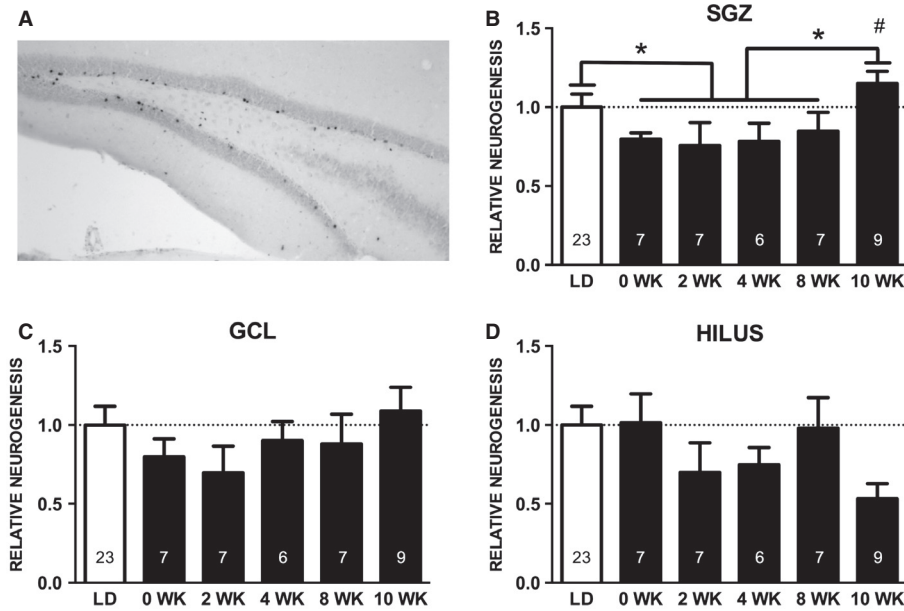 A
B
SGZ
RELATIVE NEUROGENESIS
1.5
1.0
0.5
0.0
*
*
#
23
7
7
6
7
9
LD
0 WK
2 WK
4 WK
8 WK
10 WK
C
GCL
RELATIVE NEUROGENESIS
1.5
1.0
0.5
0.0
23
7
7
6
7
9
LD
0 WK
2 WK
4 WK
8 WK
10 WK
D
HILUS
RELATIVE NEUROGENESIS
1.5
1.0
0.5
0.0
23
7
7
6
7
9
LD
0 WK
2 WK
4 WK
8 WK
10 WK